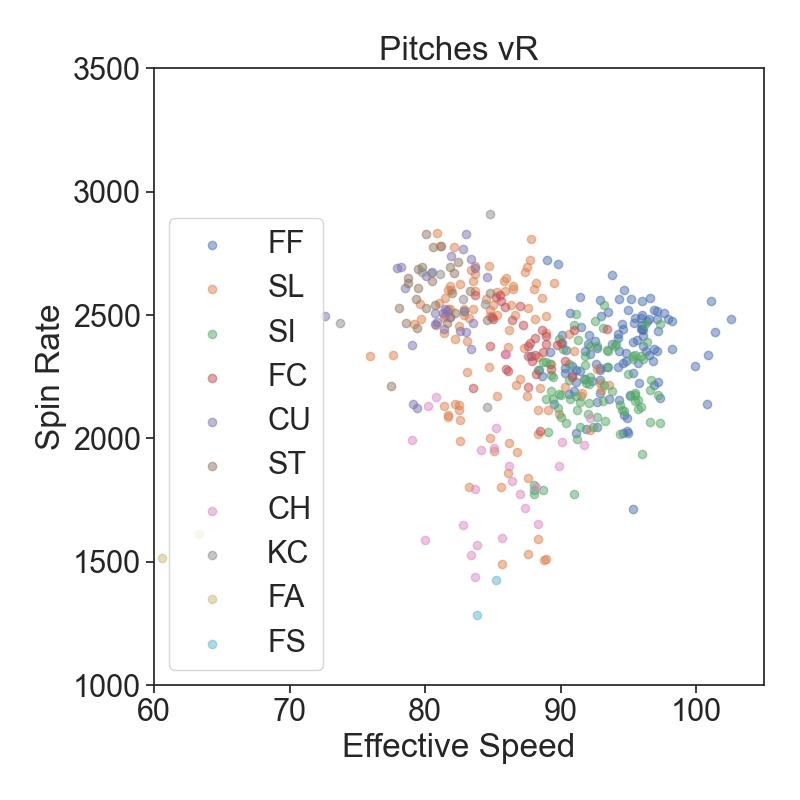 Pitches vR
3500
3000
2500
2000
1500
1000
Spin Rate
FF
SL
SI
FC
CU
ST
CH
KC
FA
FS
60 70 80 90 100
Effective Speed